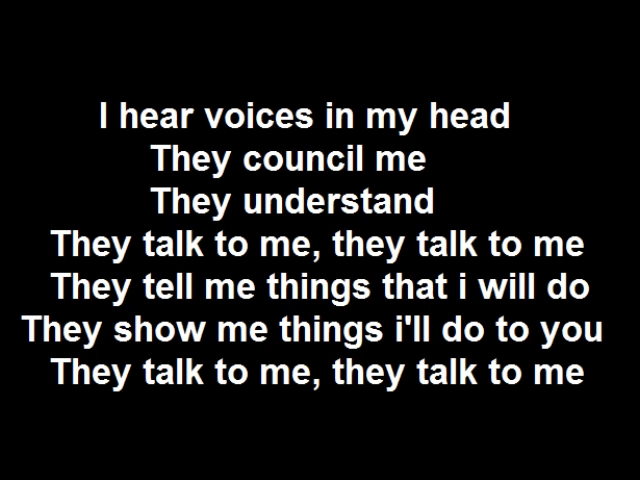 I hear voices in my head
They council me
They understand
They talk to me, they talk to me
They tell me things that i will do
They show me things i'll do to you
They talk to me, they talk to me